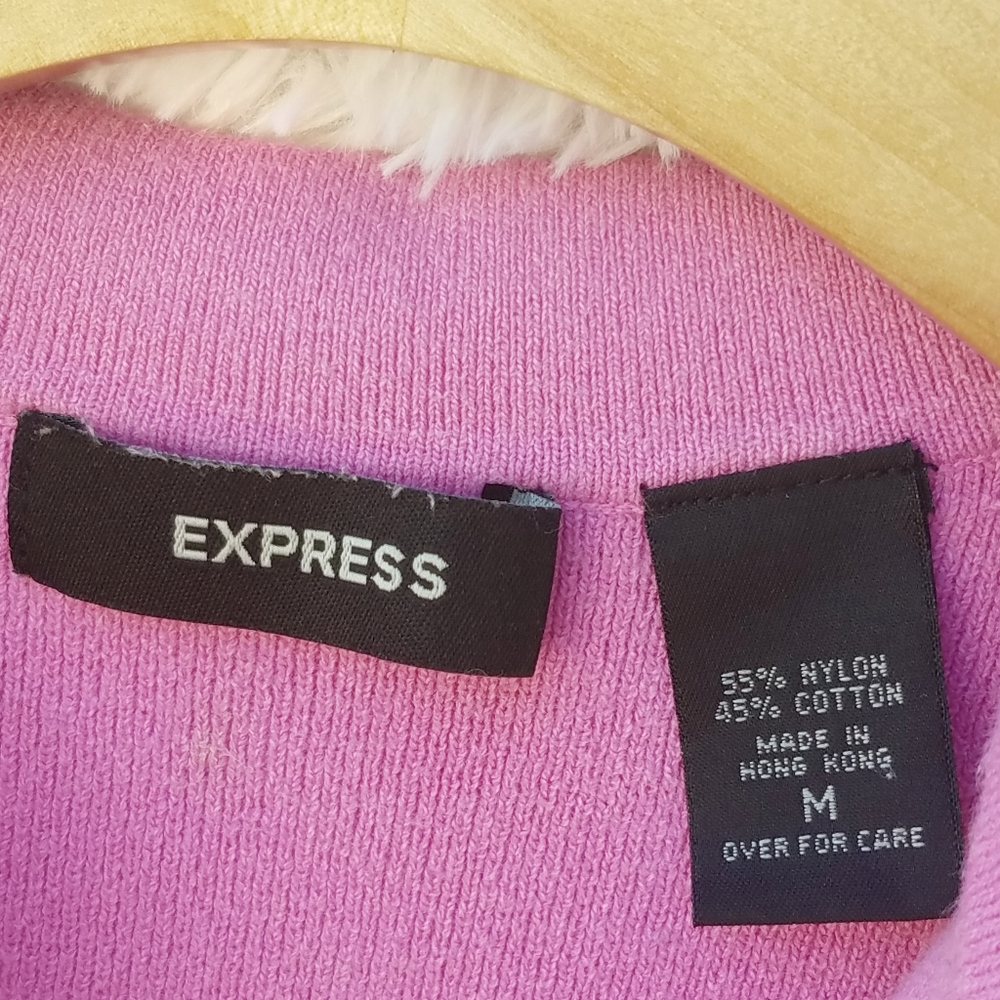 EXPRESS
55% NYLON
45% COTTON
MADE IN
HONG KONG
M
OVER FOR CARE